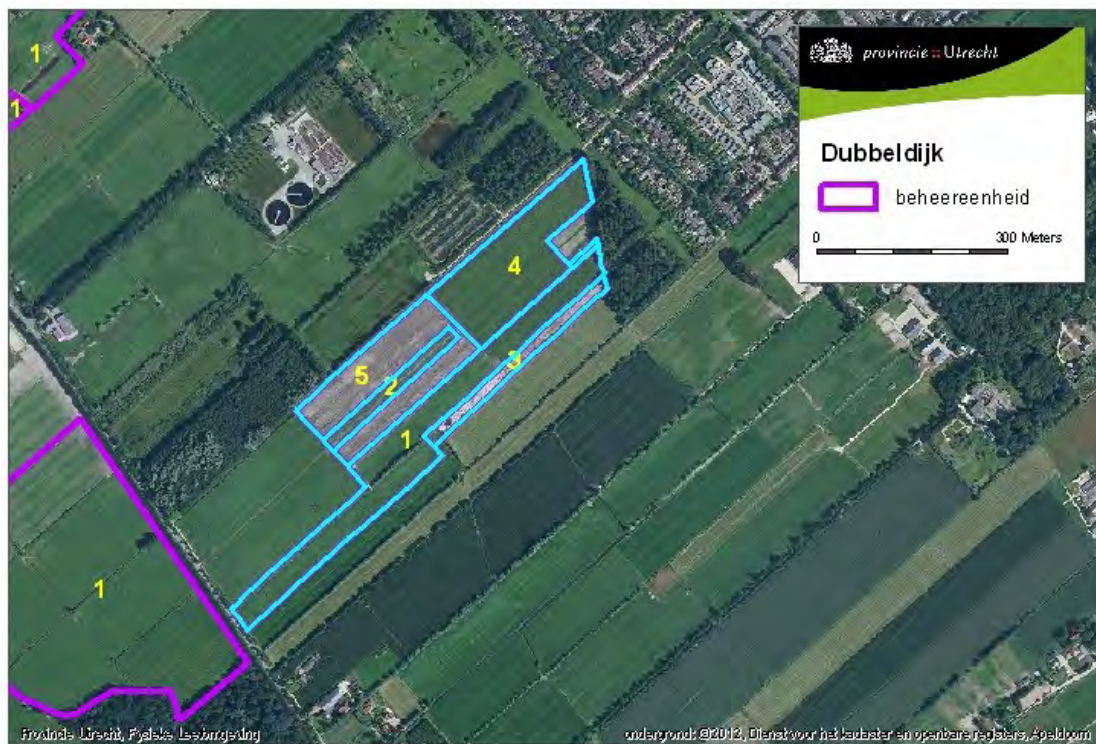 provincie :: Utrecht
Dubbeldijk
beheereenheid
0 300 Meters
1
1
4
5
2
3
1
1
Provincie Utrecht, Fysieke Leefomgeving
ondergrond: ©2012, Dienst voor het kadaster en openbare registers, Apeldoorn